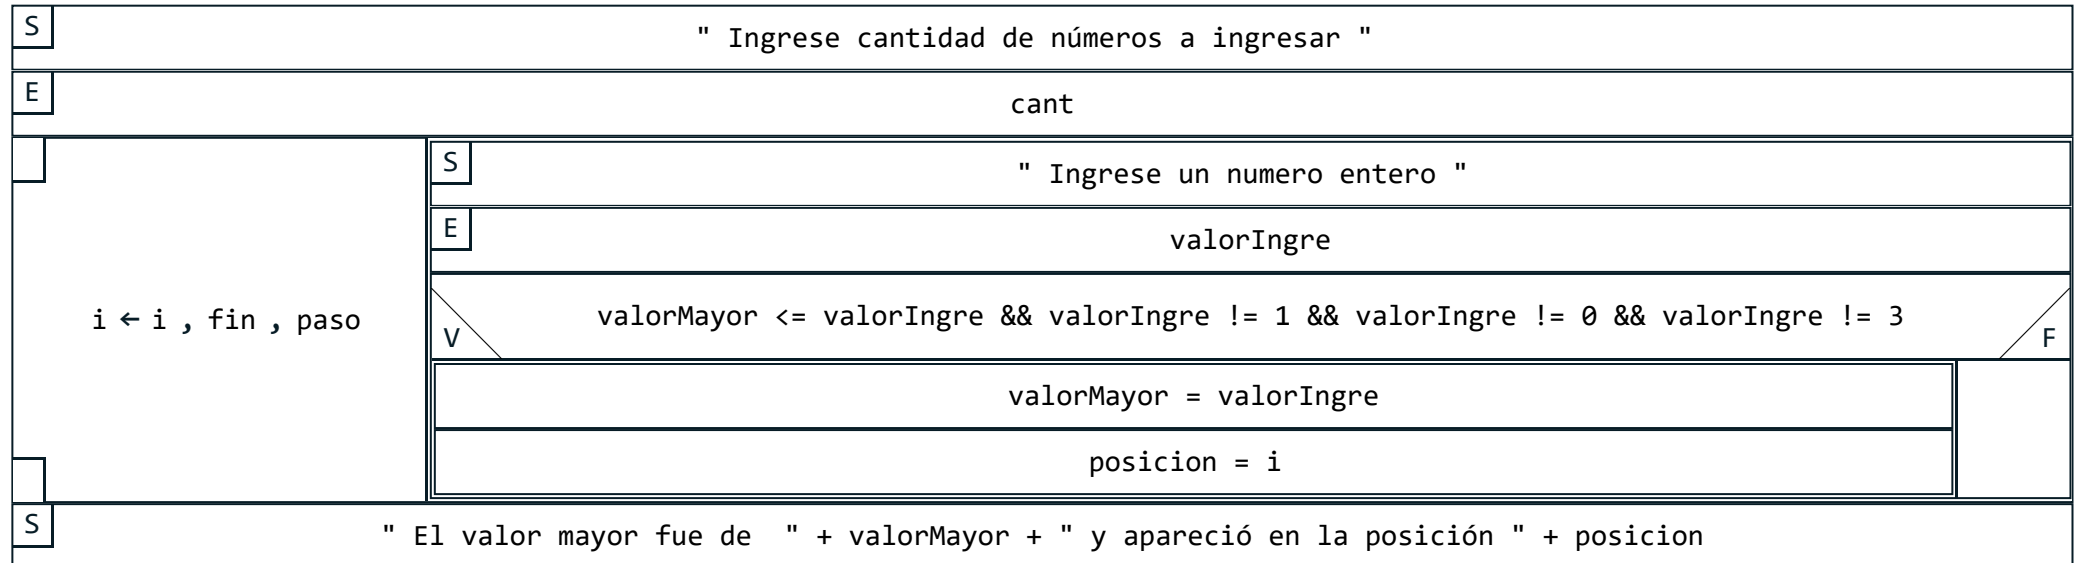 S
" Ingrese cantidad de números a ingresar "
E
cant
S
" Ingrese un numero entero "
E
valorIngre
i ← i , fin , paso
V
valorMayor <= valorIngre && valorIngre != 1 && valorIngre != 0 && valorIngre != 3
F
valorMayor = valorIngre
posicion = i
S
" El valor mayor fue de  " + valorMayor + " y apareció en la posición " + posicion